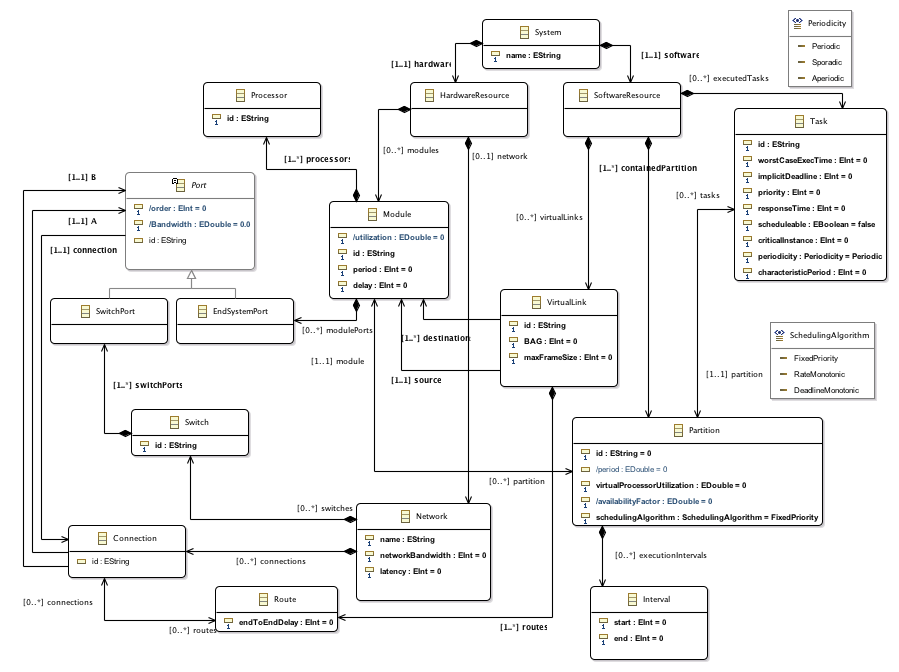 System
name : EString
[1..1] hardware
[1..1] software
Periodicity
Periodic
Sporadic
Aperiodic
[0..*] executedTasks
Processor
id : EString
HardwareResource
SoftwareResource
Task
id : EString
worstCaseExecTime : EInt = 0
implicitDeadline : EInt = 0
priority : EInt = 0
responseTime : EInt = 0
scheduleable : EBoolean = false
criticalInstance : EInt = 0
periodicity : Periodicity = Periodic
characteristicPeriod : EInt = 0
[0..*] modules
[0..1] network
[1..*] processors
[1..*] containedPartition
[0..*] tasks
[0..*] virtualLinks
[1..1] B
[1..1] A
[1..1] connection
Port
/order : EInt = 0
/Bandwidth : EDouble = 0.0
id : EString
Module
/utilization : EDouble = 0
id : EString
period : EInt = 0
delay : EInt = 0
SwitchPort
EndSystemPort
[0..*] modulePorts
[1..1] destination
[1..1] module
[1..1] source
VirtualLink
id : EString
BAG : EInt = 0
maxFrameSize : EInt = 0
SchedulingAlgorithm
FixedPriority
RateMonotonic
DeadlineMonotonic
[1..1] partition
[1..*] switchPorts
Switch
id : EString
Partition
id : EString = 0
/period : EDouble = 0
virtualProcessorUtilization : EDouble = 0
/availabilityFactor : EDouble = 0
schedulingAlgorithm : SchedulingAlgorithm = FixedPriority
[0..*] partition
[0..*] switches
Network
name : EString
networkBandwidth : EInt = 0
latency : EInt = 0
Connection
id : EString
[0..*] connections
[0..*] executionIntervals
[0..*] connections
Route
endToEndDelay : EInt = 0
[0..*] routes
[1..*] routes
Interval
start : EInt = 0
end : EInt = 0